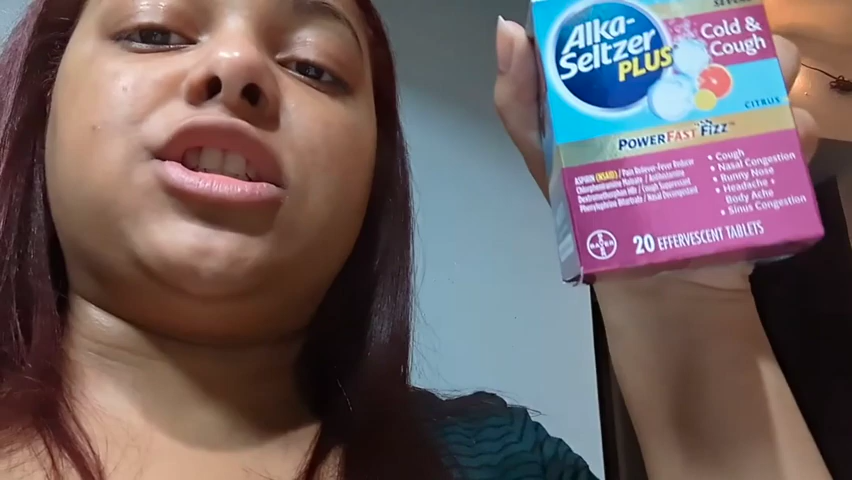 SEVERE
Alka-
Seltzer
PLUS
Cold &
Cough
CITRUS
POWERFAST FIZZ™
ASPIRIN (NSAID) / Pain Reliever-Fever Reducer
Chlorpheniramine Maleate / Antihistamine
Dextromethorphan HBr / Cough Suppressant
Phenylephrine Bitartrate / Nasal Decongestant
• Cough
• Nasal Congestion
• Runny Nose
• Headache •
Body Ache
• Sinus Congestion
BAYER
20 EFFERVESCENT TABLETS